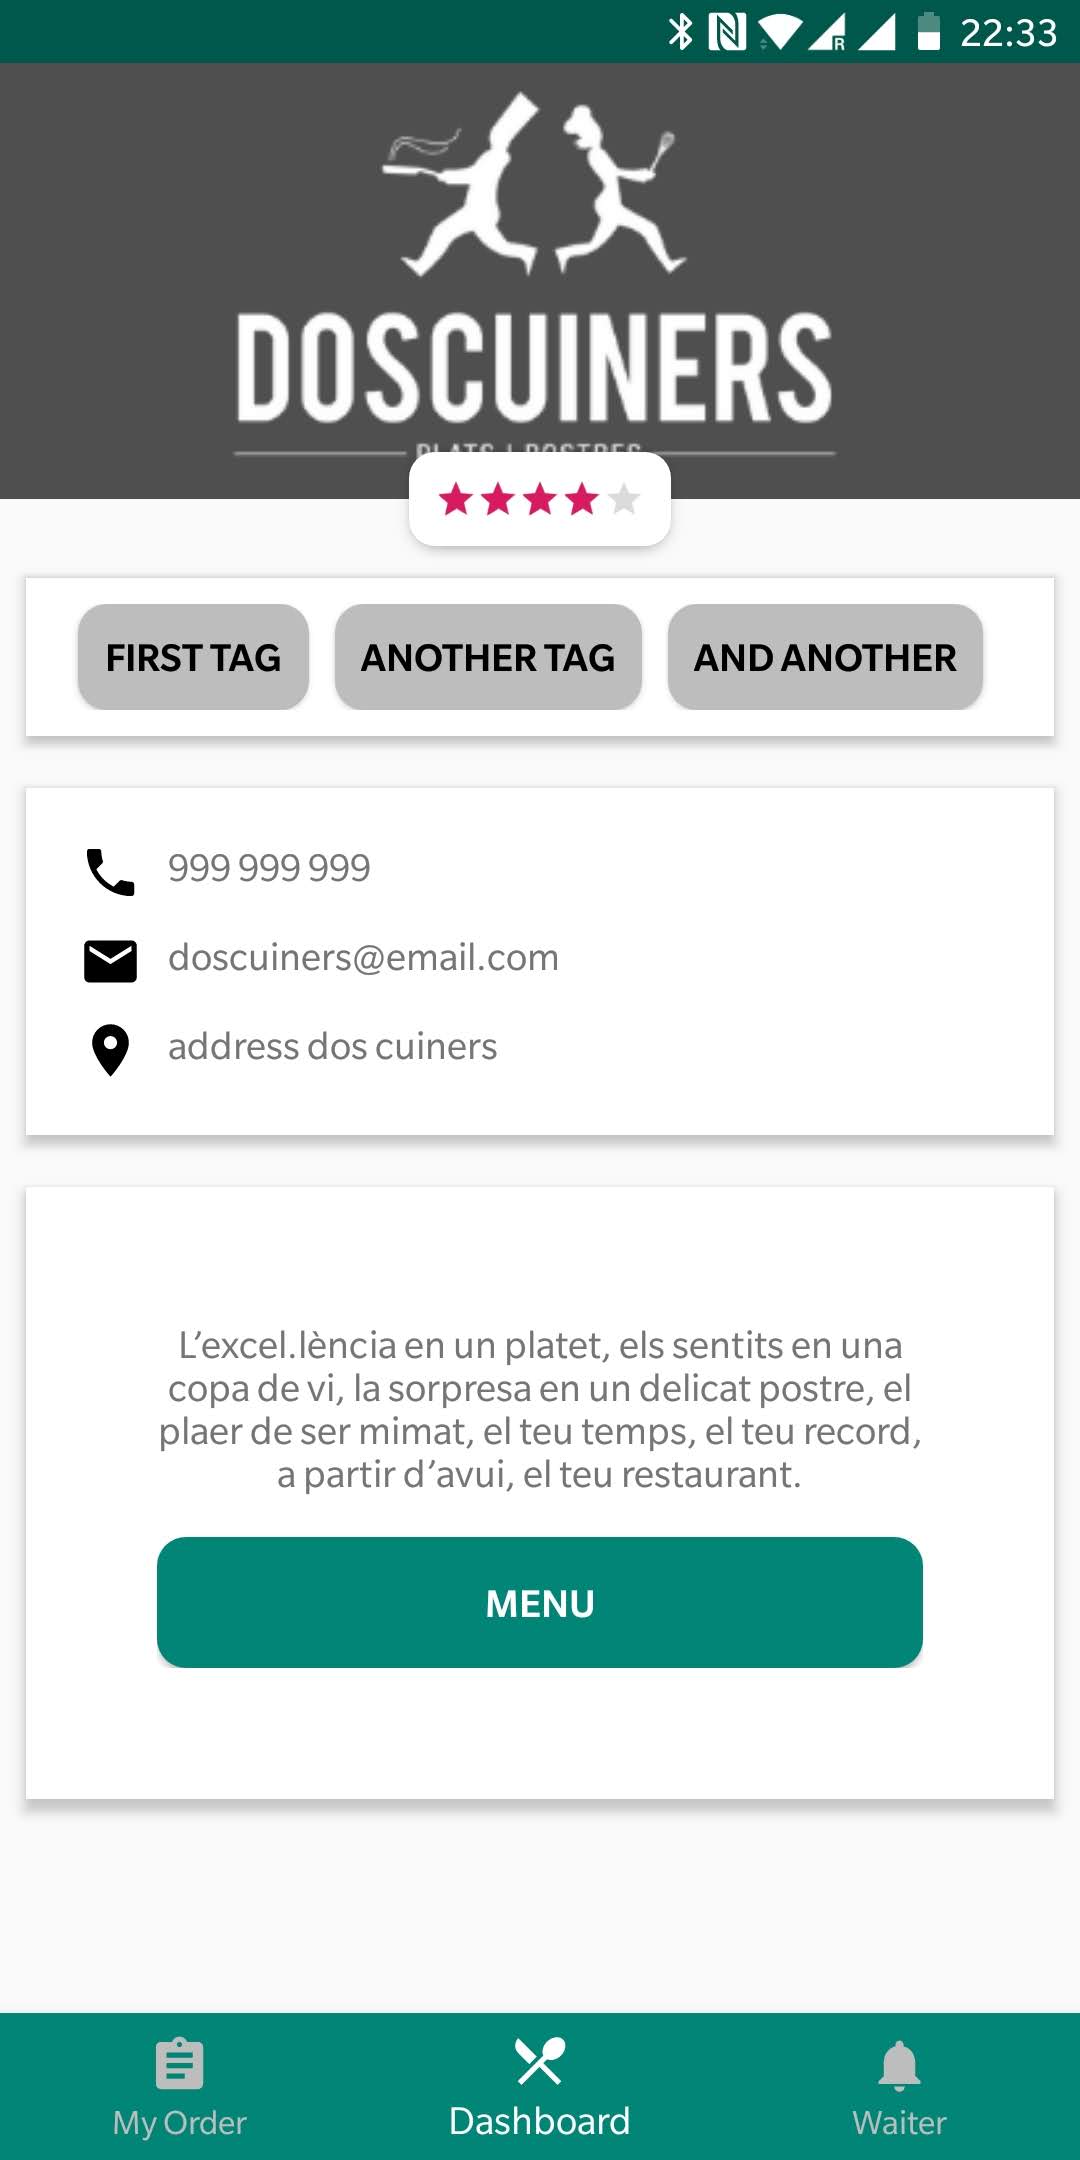 22:33
DOSCUINERS
PLATS I POSTRES
FIRST TAG
ANOTHER TAG
AND ANOTHER
999 999 999
doscuiners@email.com
address dos cuiners
L’excel.lència en un platet, els sentits en una
copa de vi, la sorpresa en un delicat postre, el
plaer de ser mimat, el teu temps, el teu record,
a partir d’avui, el teu restaurant.
MENU
My Order
Dashboard
Waiter